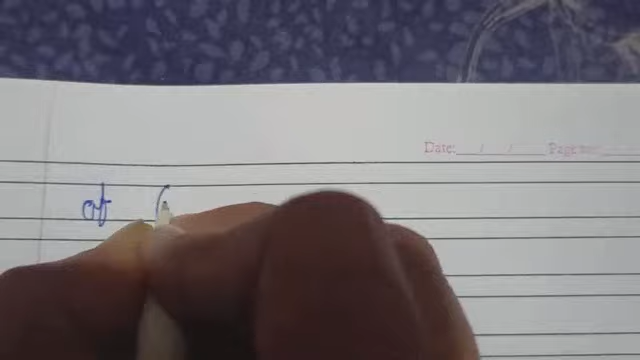 Date: / / Page no:
of (